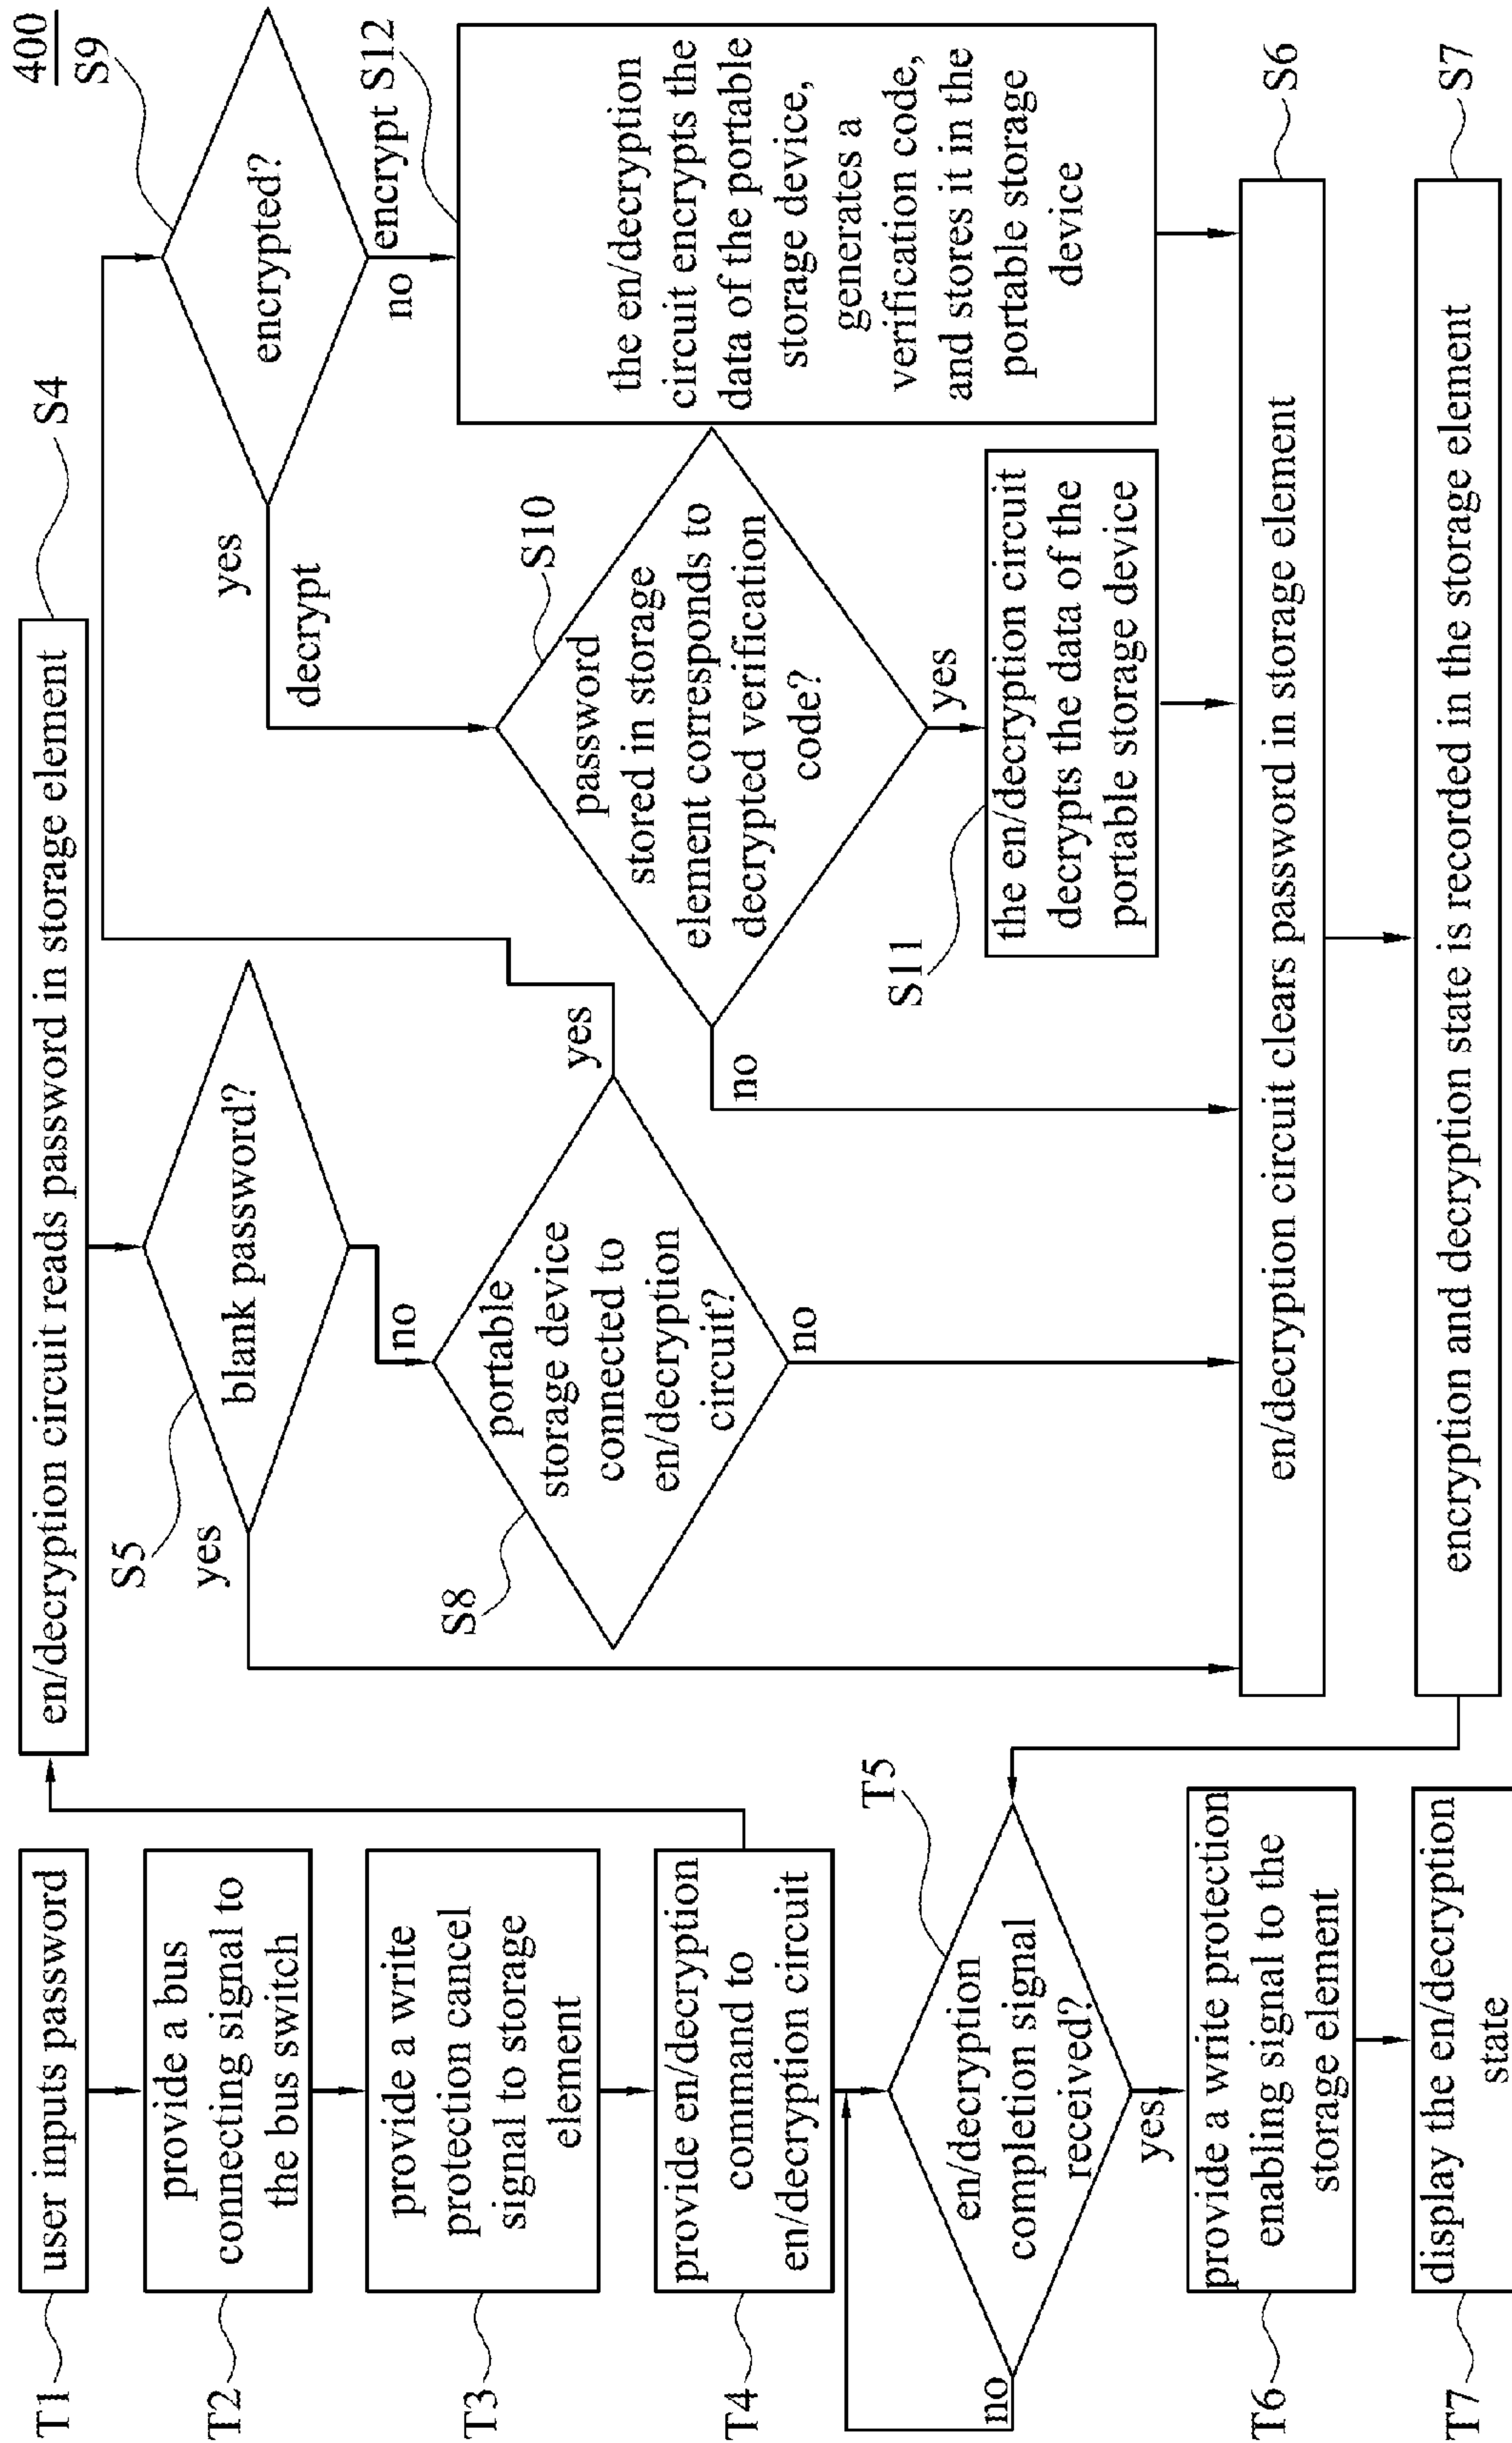 400
T1
user inputs password
T2
provide a bus
connecting signal to
the bus switch
T3
provide a write
protection cancel
signal to storage
element
T4
provide en/decryption
command to
en/decryption circuit
T5
en/decryption
completion signal
received?
no
yes
T6
provide a write protection
enabling signal to the
storage element
T7
display the en/decryption
state
S4
en/decryption circuit reads password in storage element
S5
blank password?
yes
no
S8
portable
storage device
connected to
en/decryption
circuit?
yes
no
S9
encrypted?
yes
decrypt
no
encrypt
S10
password
stored in storage
element corresponds to
decrypted verification
code?
no
yes
S11
the en/decryption circuit
decrypts the data of the
portable storage device
S12
the en/decryption
circuit encrypts the
data of the portable
storage device,
generates a
verification code,
and stores it in the
portable storage
device
S6
en/decryption circuit clears password in storage element
S7
encryption and decryption state is recorded in the storage element